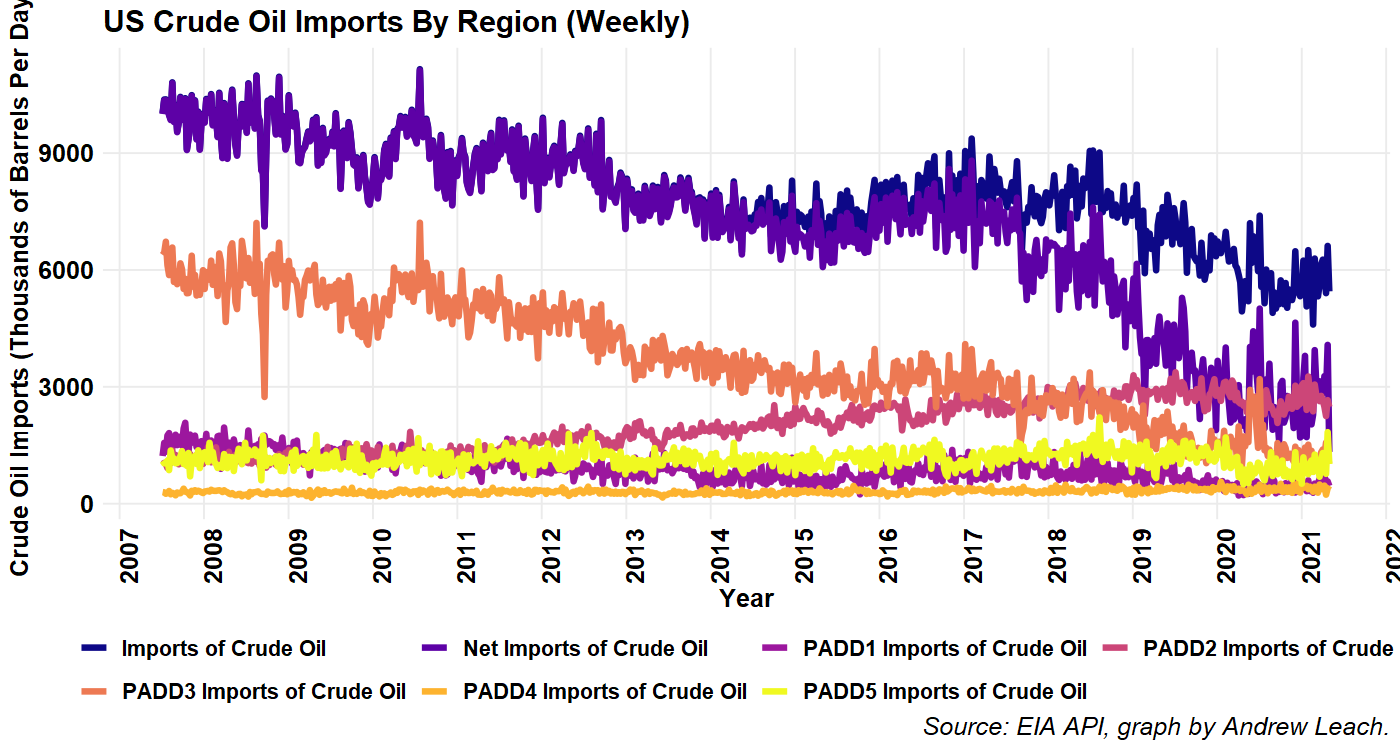 US Crude Oil Imports By Region (Weekly)
Crude Oil Imports (Thousands of Barrels Per Day
9000
6000
3000
0
2007 2008 2009 2010 2011 2012 2013 2014 2015 2016 2017 2018 2019 2020 2021 2022
Year
Imports of Crude Oil Net Imports of Crude Oil PADD1 Imports of Crude Oil PADD2 Imports of Crude
PADD3 Imports of Crude Oil PADD4 Imports of Crude Oil PADD5 Imports of Crude Oil
Source: EIA API, graph by Andrew Leach.